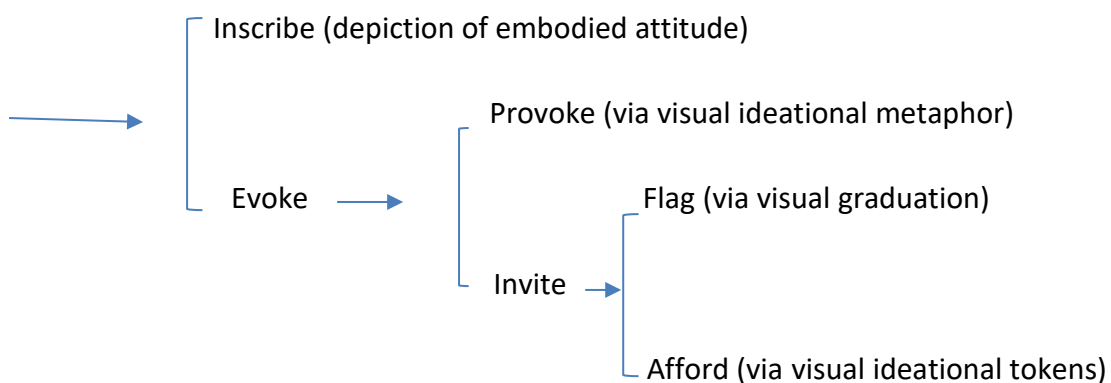 Inscribe (depiction of embodied attitude)
Provoke (via visual ideational metaphor)
Evoke
Flag (via visual graduation)
Invite
Afford (via visual ideational tokens)